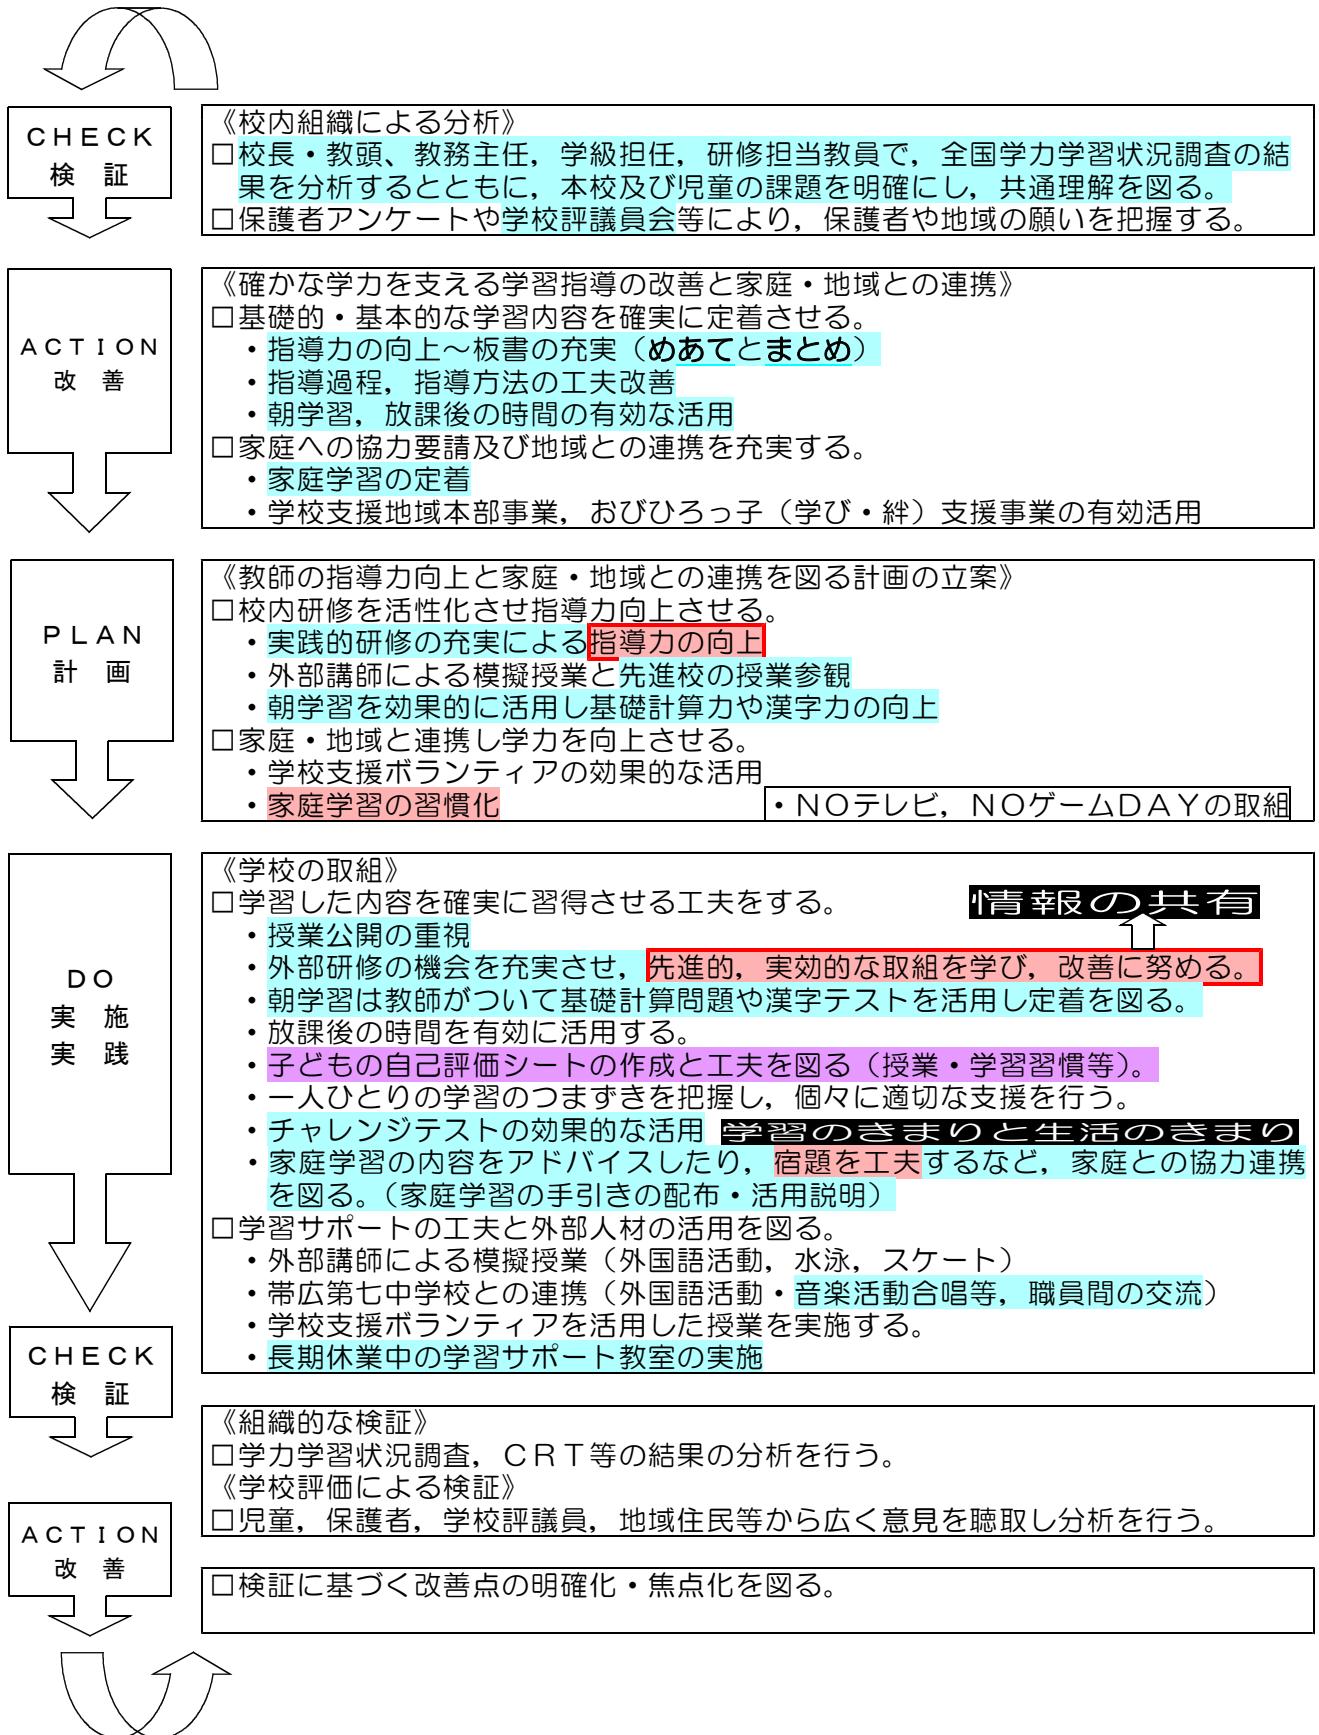 CHECK
検 証
《校内組織による分析》
□校長・教頭、教務主任，学級担任，研修担当教員で，全国学力学習状況調査の結
果を分析するとともに，本校及び児童の課題を明確にし，共通理解を図る。
□保護者アンケートや学校評議員会等により，保護者や地域の願いを把握する。
ACTION
改 善
《確かな学力を支える学習指導の改善と家庭・地域との連携》
□基礎的・基本的な学習内容を確実に定着させる。
・指導力の向上～板書の充実（めあてとまとめ）
・指導過程，指導方法の工夫改善
・朝学習，放課後の時間の有効な活用
□家庭への協力要請及び地域との連携を充実する。
・家庭学習の定着
・学校支援地域本部事業，おびひろっ子（学び・絆）支援事業の有効活用
PLAN
計 画
《教師の指導力向上と家庭・地域との連携を図る計画の立案》
□校内研修を活性化させ指導力向上させる。
・実践的研修の充実による指導力の向上
・外部講師による模擬授業と先進校の授業参観
・朝学習を効果的に活用し基礎計算力や漢字力の向上
□家庭・地域と連携し学力を向上させる。
・学校支援ボランティアの効果的な活用
・家庭学習の習慣化
・NOテレビ，NOゲームDAYの取組
DO
実 施
実 践
《学校の取組》
□学習した内容を確実に習得させる工夫をする。
情報の共有
・授業公開の重視
・外部研修の機会を充実させ，先進的，実効的な取組を学び，改善に努める。
・朝学習は教師がついて基礎計算問題や漢字テストを活用し定着を図る。
・放課後の時間を有効に活用する。
・子どもの自己評価シートの作成と工夫を図る（授業・学習習慣等）。
・一人ひとりの学習のつまずきを把握し，個々に適切な支援を行う。
・チャレンジテストの効果的な活用
学習のきまりと生活のきまり
・家庭学習の内容をアドバイスしたり，宿題を工夫するなど，家庭との協力連携
を図る。（家庭学習の手引きの配布・活用説明）
□学習サポートの工夫と外部人材の活用を図る。
・外部講師による模擬授業（外国語活動，水泳，スケート）
・帯広第七中学校との連携（外国語活動・音楽活動合唱等，職員間の交流）
・学校支援ボランティアを活用した授業を実施する。
・長期休業中の学習サポート教室の実施
CHECK
検 証
《組織的な検証》
□学力学習状況調査，CRT等の結果の分析を行う。
《学校評価による検証》
□児童，保護者，学校評議員，地域住民等から広く意見を聴取し分析を行う。
ACTION
改 善
□検証に基づく改善点の明確化・焦点化を図る。